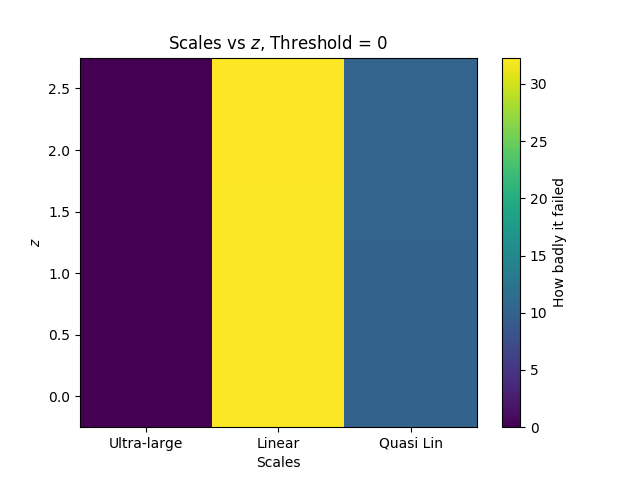 Scales vs z, Threshold = 0
z
2.5
2.0
1.5
1.0
0.5
0.0
Ultra-large
Linear
Quasi Lin
Scales
30
25
20
15
10
5
0
How badly it failed